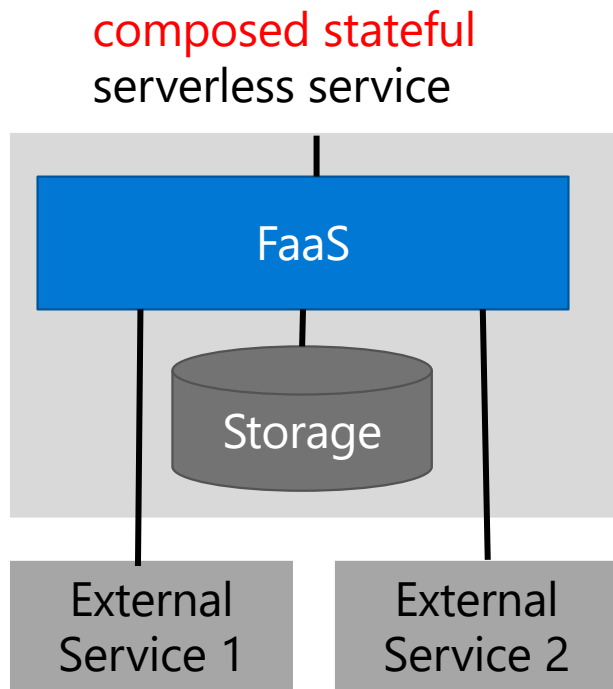 composed stateful
serverless service
FaaS
Storage
External
Service 1
External
Service 2